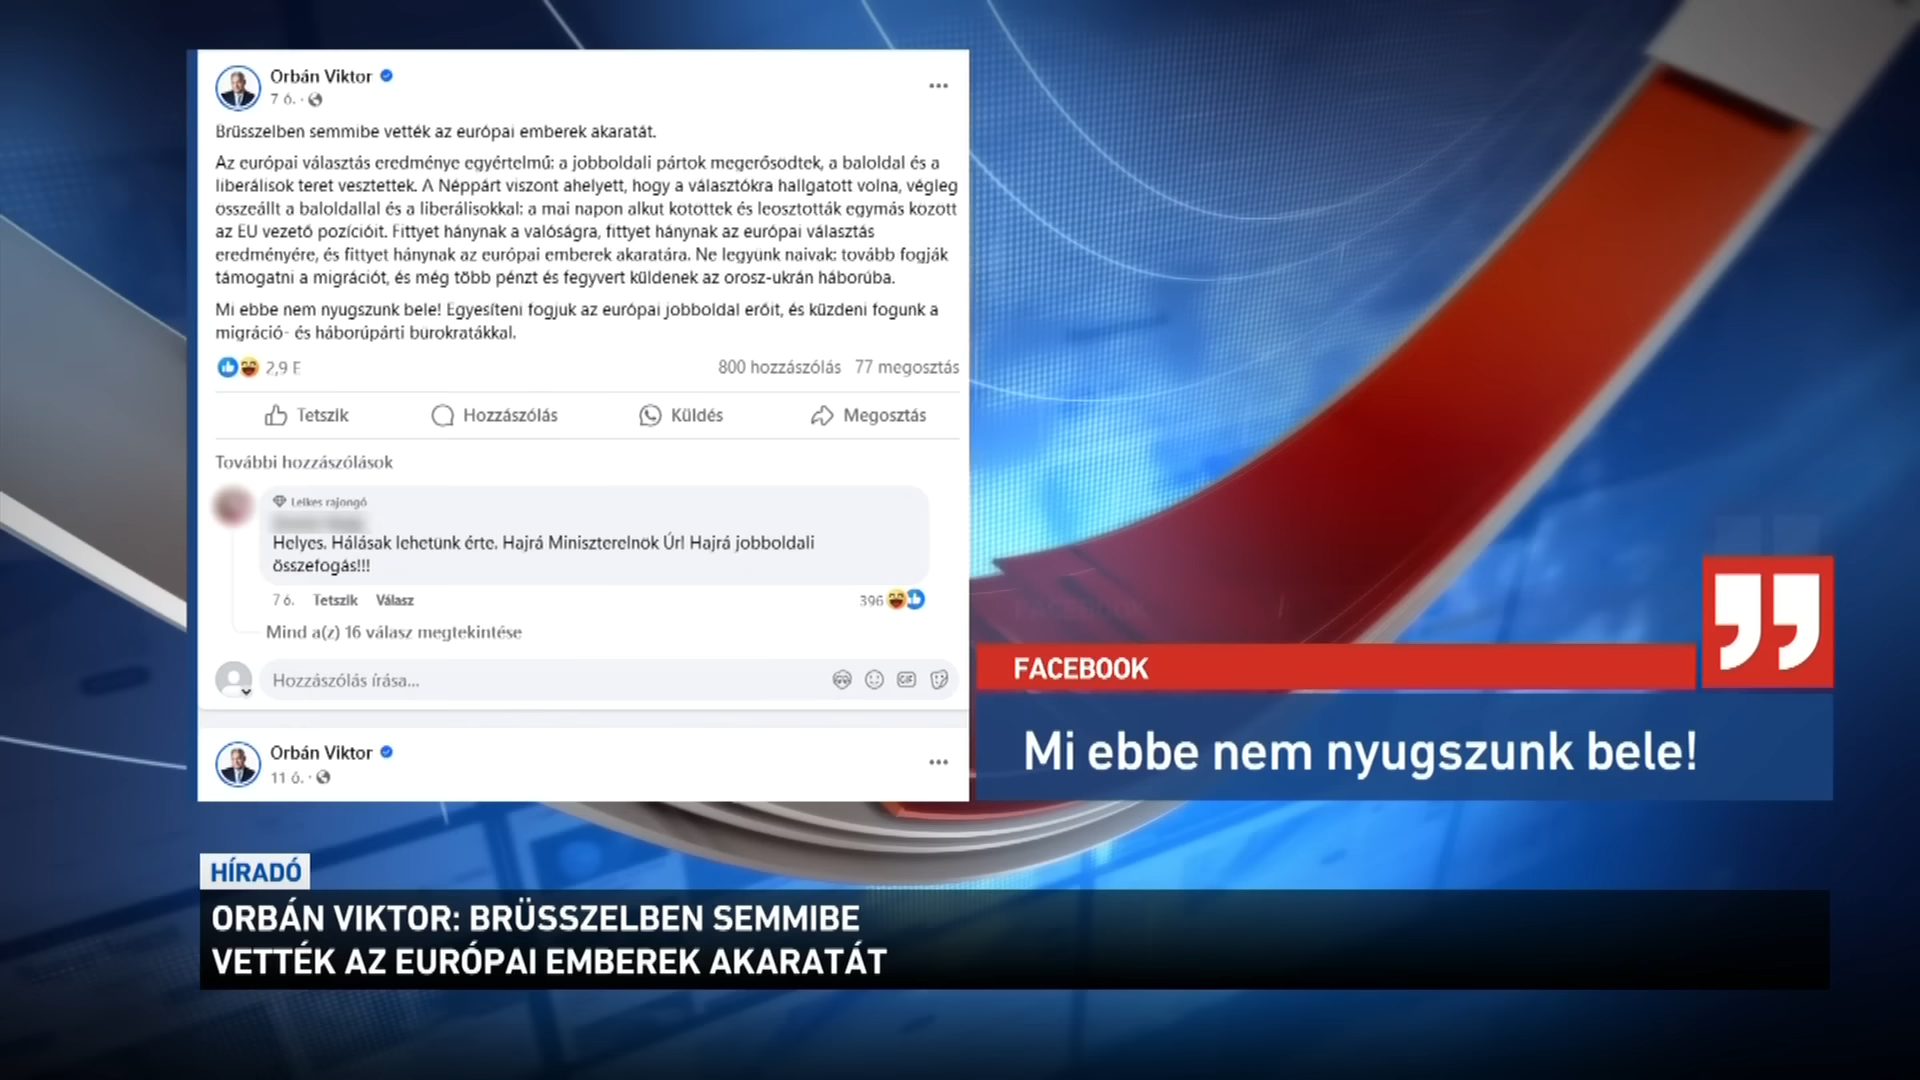 Orbán Viktor
7 ó.
Brüsszelben semmibe vették az európai emberek akaratát.
Az európai választás eredménye egyértelmű: a jobboldali pártok megerősödtek, a baloldal és a
liberálisok teret vesztettek. A Néppárt viszont ahelyett, hogy a választókra hallgatott volna, végleg
összeállt a baloldallal és a liberálisokkal: a mai napon alkut kötöttek és leosztották egymás között
az EU vezető pozícióit. Fittyet hánynak a valóságra, fittyet hánynak az európai választás
eredményére, és fittyet hánynak az európai emberek akaratára. Ne legyünk naivak: tovább fogják
támogatni a migrációt, és még több pénzt és fegyvert küldenek az orosz-ukrán háborúba.
Mi ebbe nem nyugszunk bele! Egyesíteni fogjuk az európai jobboldal erőit, és küzdeni fogunk a
migráció- és háborúpárti bürokratákkal.
2,9 E 800 hozzászólás 77 megosztás
Tetszik Hozzászólás Küldés Megosztás
További hozzászólások
Lelkes rajongó
Helyes. Hálásak lehetünk érte. Hajrá Miniszterelnök Úr! Hajrá jobboldali
összefogás!!!
7 ó. Tetszik Válasz 396
Mind a(z) 16 válasz megtekintése
Hozzászólás írása...
GIF
Orbán Viktor
11 ó.
FACEBOOK
Mi ebbe nem nyugszunk bele!
HÍRADÓ
ORBÁN VIKTOR: BRÜSSZELBEN SEMMIBE
VETTÉK AZ EURÓPAI EMBEREK AKARATÁT